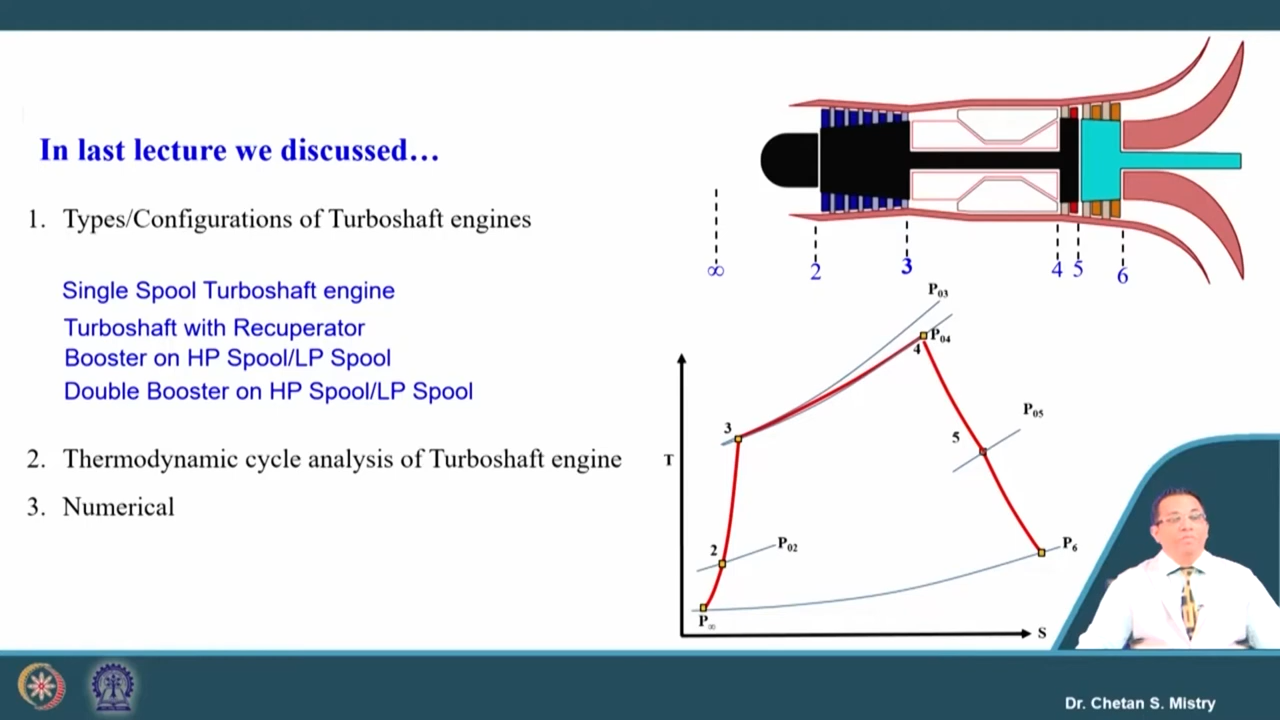 In last lecture we discussed…
1. Types/Configurations of Turboshaft engines
Single Spool Turboshaft engine
Turboshaft with Recuperator
Booster on HP Spool/LP Spool
Double Booster on HP Spool/LP Spool
2. Thermodynamic cycle analysis of Turboshaft engine
3. Numerical
∞ 2 3 4 5 6
P03
P04
4
3
P05
5
T
2
P02
P6
P∞
S
Dr. Chetan S. Mistry